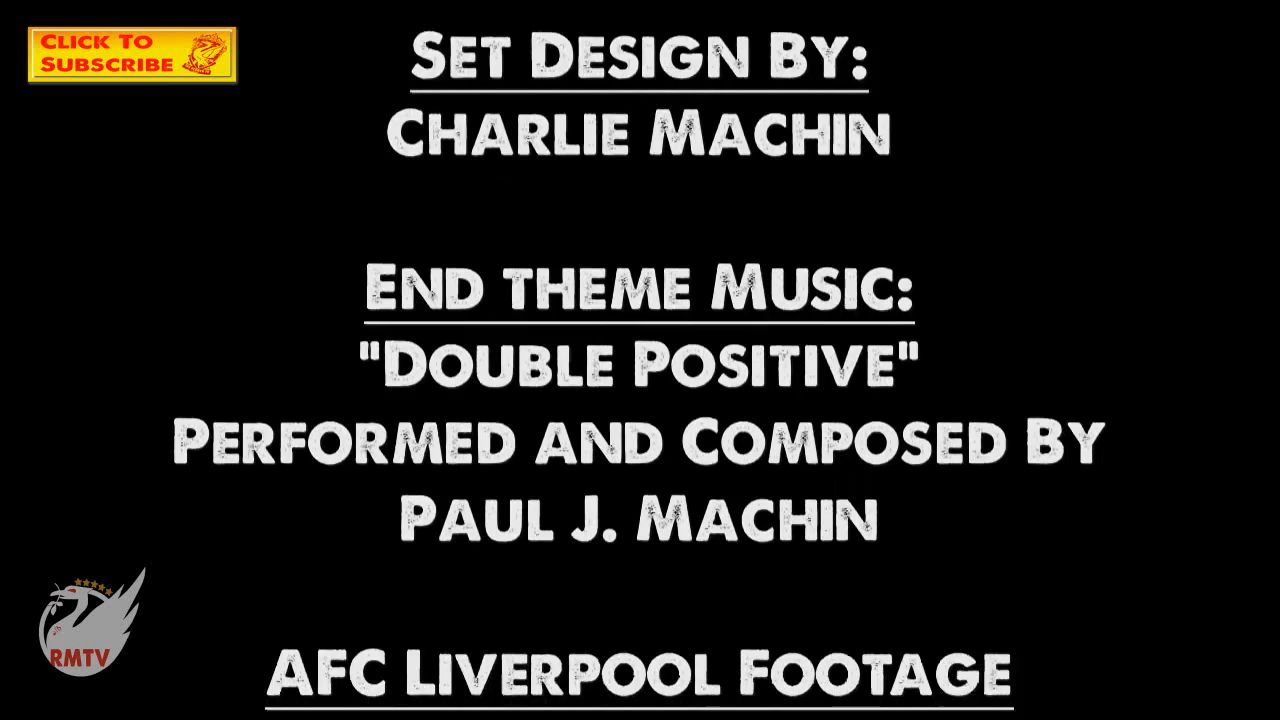 Click To
Subscribe
Set Design By:
Charlie Machin
End theme Music:
"Double Positive"
Performed and Composed By
Paul J. Machin
RMTV
AFC Liverpool Footage